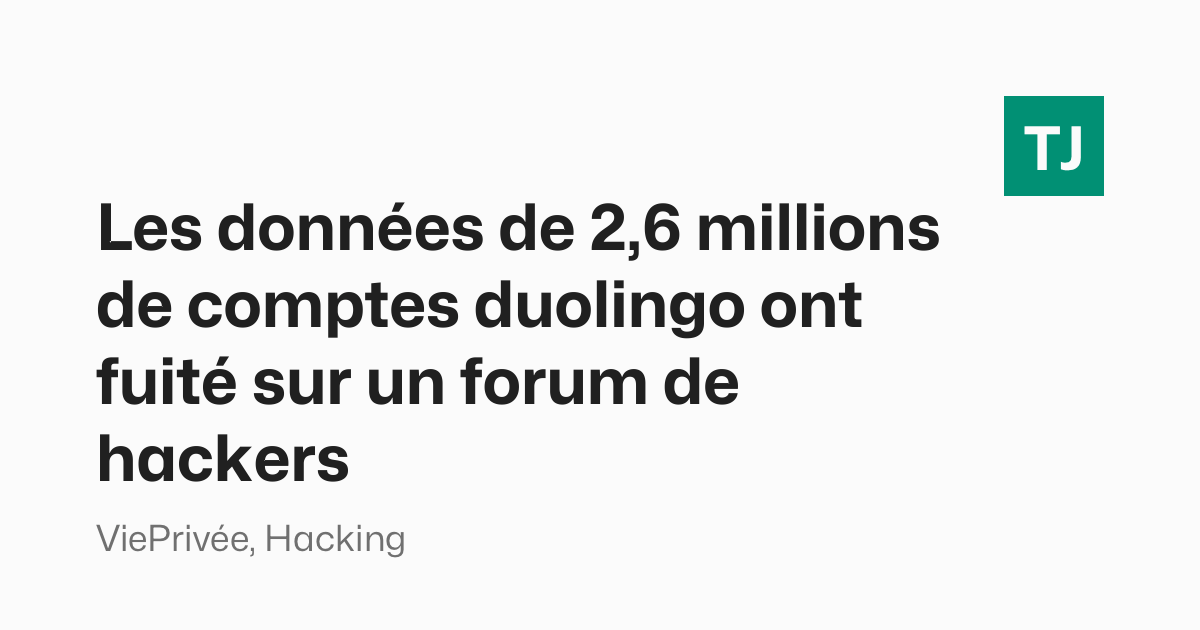 TJ
Les données de 2,6 millions
de comptes duolingo ont
fuité sur un forum de
hackers
ViePrivée, Hacking